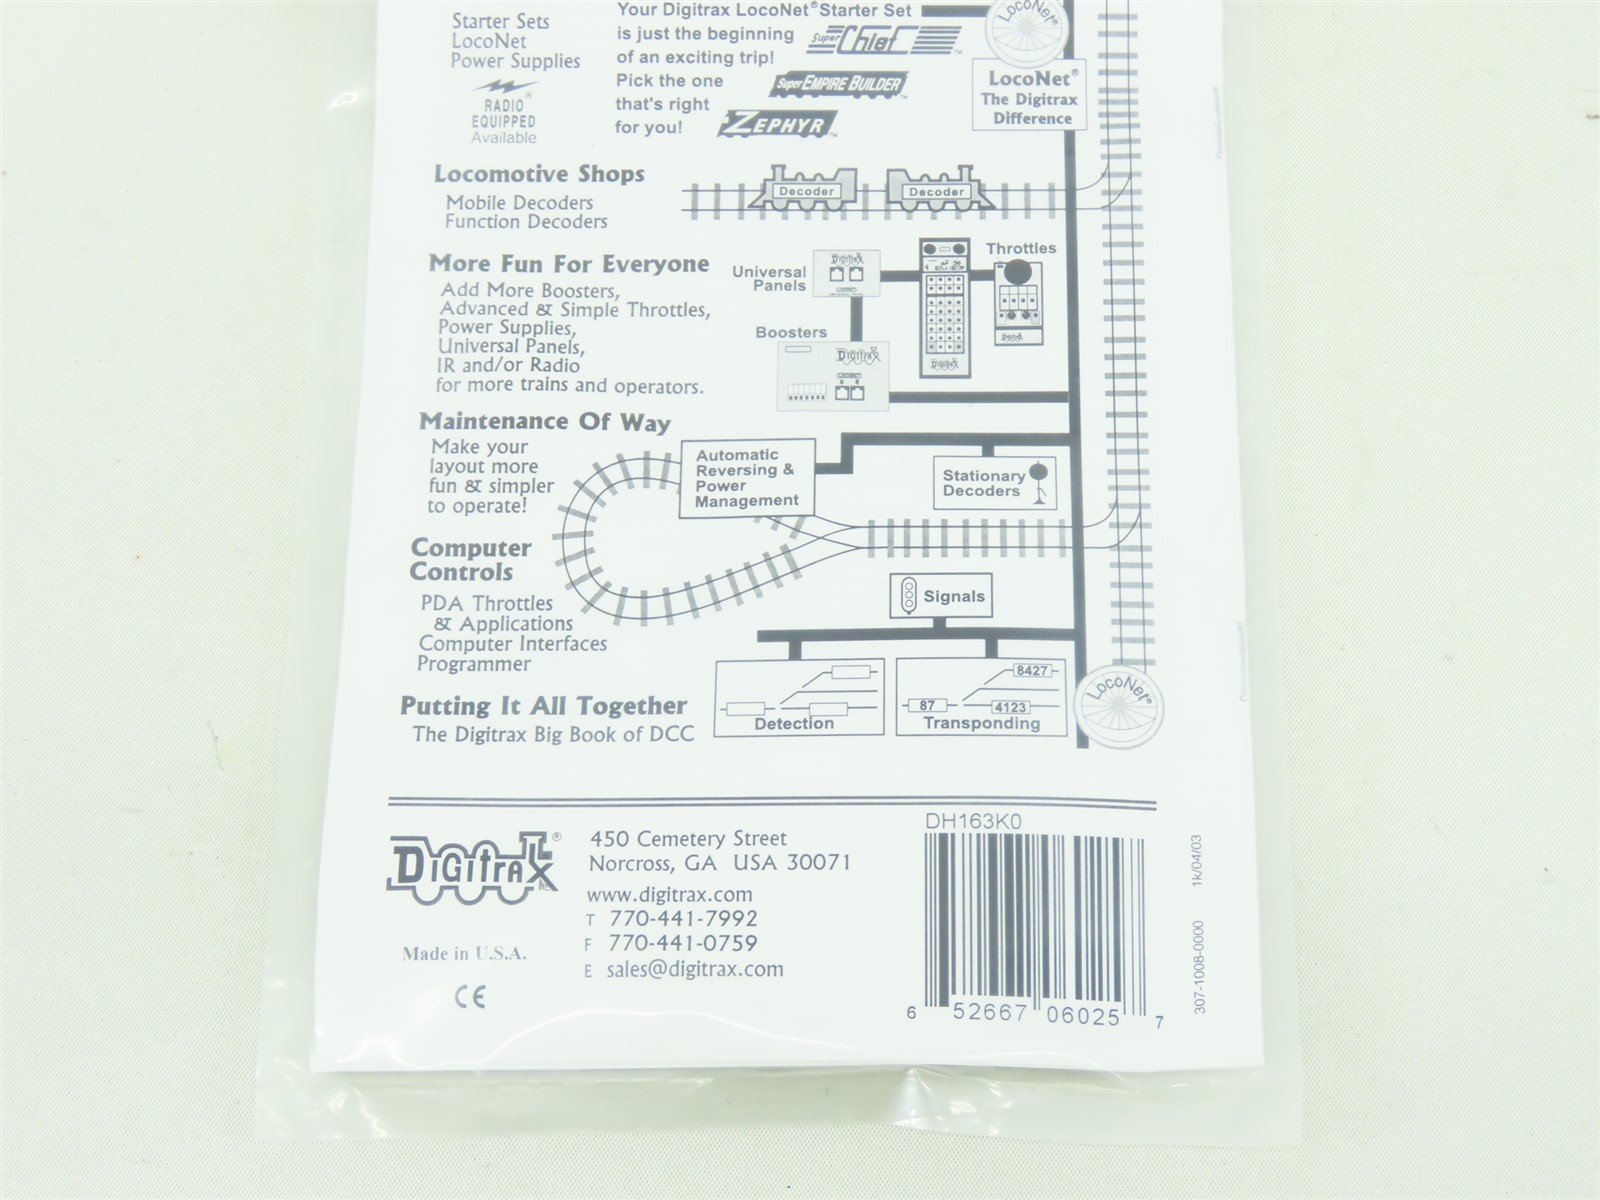 Starter Sets
LocoNet
Power Supplies
RADIO®
EQUIPPED
Available
Your Digitrax LocoNet® Starter Set
is just the beginning
of an exciting trip!
Pick the one
that's right
for you!
Super Chief™
Super EMPIRE BUILDER™
ZEPHYR™
LocoNet®
LocoNet®
The Digitrax
Difference
Locomotive Shops
Mobile Decoders
Function Decoders
Decoder
Decoder
More Fun For Everyone
Add More Boosters,
Advanced & Simple Throttles,
Power Supplies,
Universal Panels,
IR and/or Radio
for more trains and operators.
Universal
Panels
Digitrax
Throttles
Boosters
Digitrax
Digitrax
Maintenance Of Way
Make your
layout more
fun & simpler
to operate!
Automatic
Reversing &
Power
Management
Stationary
Decoders
Computer
Controls
PDA Throttles
& Applications
Computer Interfaces
Programmer
Signals
Detection
8427
87
4123
Transponding
LocoNet®
Putting It All Together
The Digitrax Big Book of DCC
DIGITRAX® INC
Made in U.S.A.
CE
450 Cemetery Street
Norcross, GA USA 30071
www.digitrax.com
T 770-441-7992
F 770-441-0759
E sales@digitrax.com
DH163K0
6 52667 06025 7
307-1008-0000 1k/04/03